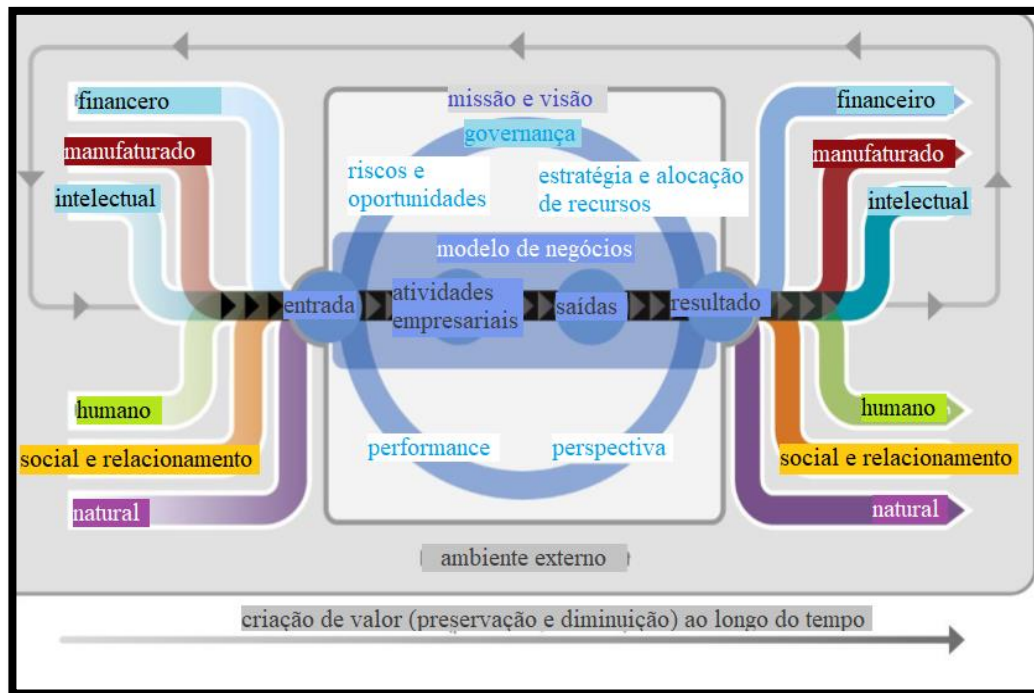 financero
manufaturado
intelectual
humano
social e relacionamento
natural
missão e visão
governança
riscos e
oportunidades
estratégia e alocação
de recursos
modelo de negócios
entrada
atividades
empresariais
saídas
resultado
performance
perspectiva
financeiro
manufaturado
intelectual
humano
social e relacionamento
natural
ambiente externo
criação de valor (preservação e diminuição) ao longo do tempo